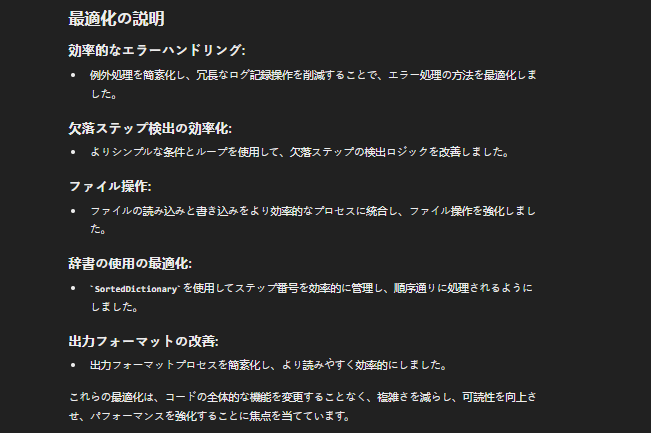 最適化の説明
効率的なエラーハンドリング:
• 例外処理を簡素化し、冗長なログ記録操作を削減することで、エラー処理の方法を最適化しま
した。
欠落ステップ検出の効率化:
• よりシンプルな条件とループを使用して、欠落ステップの検出ロジックを改善しました。
ファイル操作:
• ファイルの読み込みと書き込みをより効率的なプロセスに統合し、ファイル操作を強化しまし
た。
辞書の使用の最適化:
• `SortedDictionary`を使用してステップ番号を効率的に管理し、順序通りに処理されるように
しました。
出力フォーマットの改善:
• 出力フォーマットプロセスを簡素化し、より読みやすく効率的にしました。
これらの最適化は、コードの全体的な機能を変更することなく、複雑さを減らし、可読性を向上さ
せ、パフォーマンスを強化することに焦点を当てています。